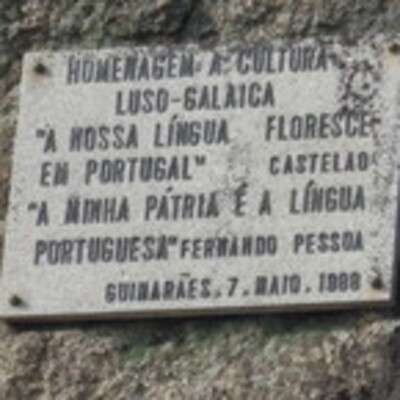 HOMENAGEM A CULTURA
LUSO-GALAICA
"A NOSSA LÍNGUA FLORESCE
EM PORTUGAL" CASTELAO
"A MINHA PÁTRIA É A LÍNGUA
PORTUGUESA" FERNANDO PESSOA
GUIMARÃES, 7. MAIO. 1988